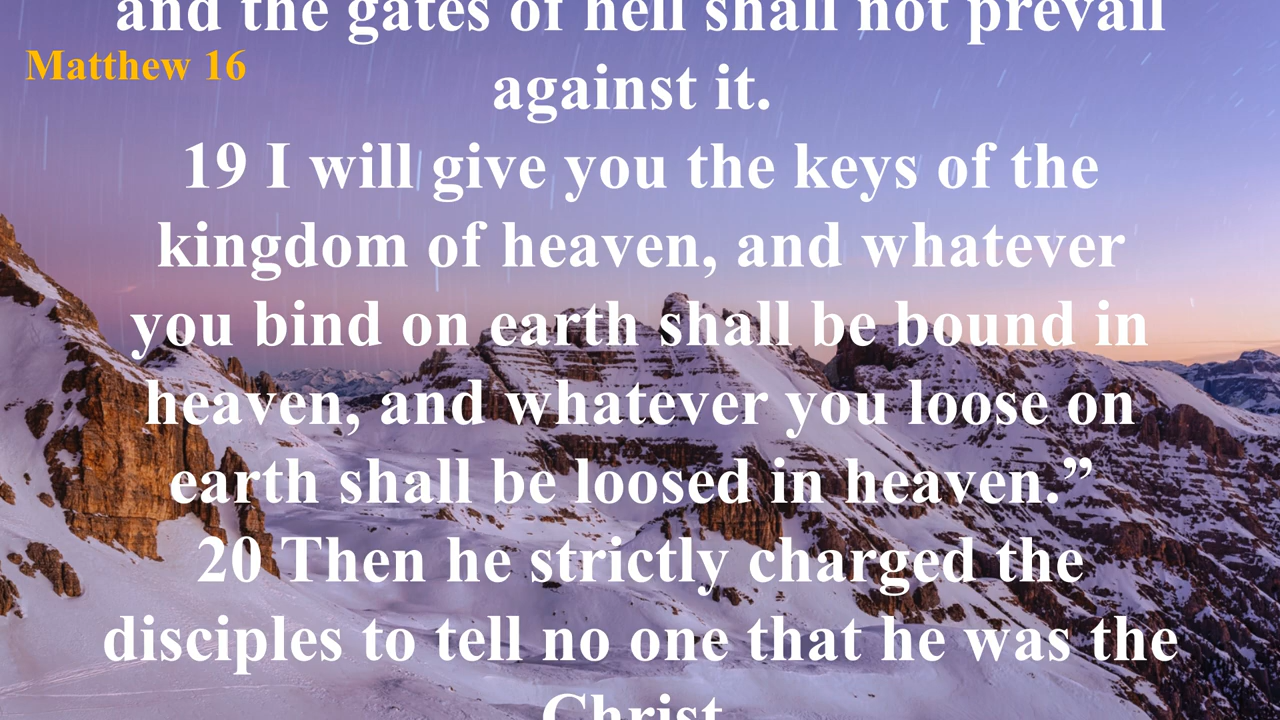 and the gates of hell shall not prevail
Matthew 16
against it.
19 I will give you the keys of the
kingdom of heaven, and whatever
you bind on earth shall be bound in
heaven, and whatever you loose on
earth shall be loosed in heaven.”
20 Then he strictly charged the
disciples to tell no one that he was the
Christ